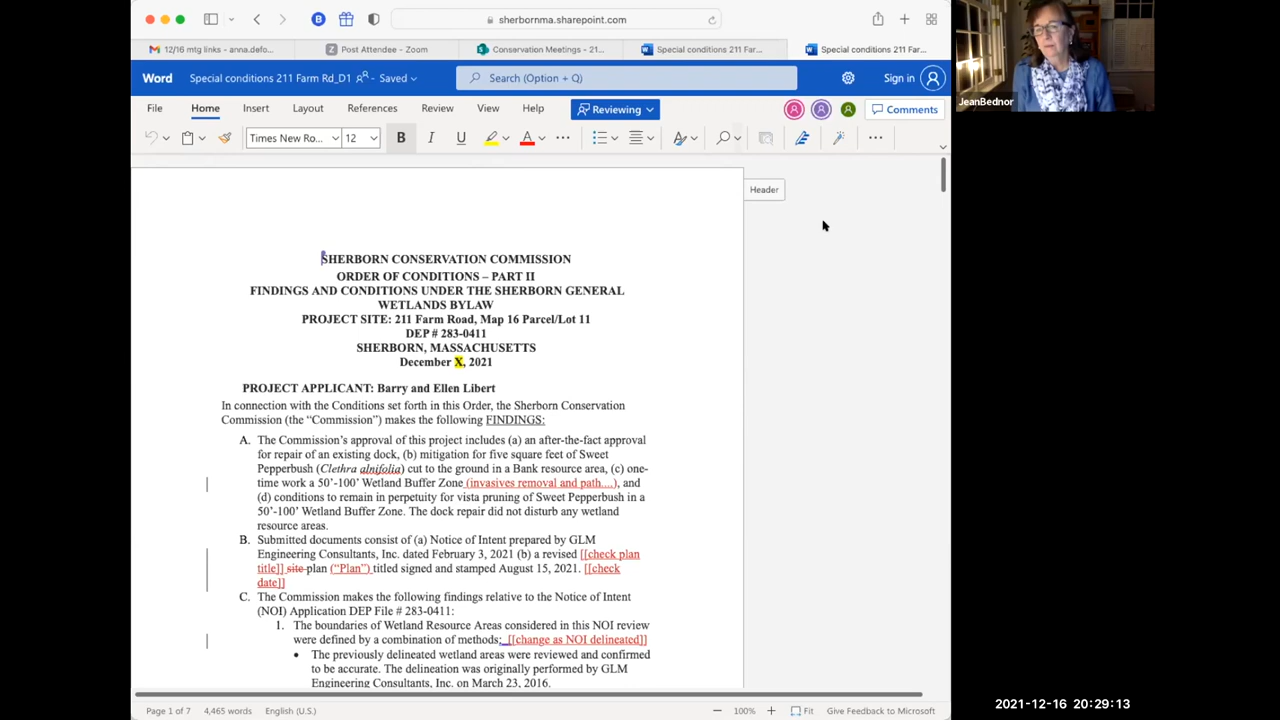 sherbornma.sharepoint.com
12/16 mtg links - anna.defo...
Post Attendee - Zoom
Conservation Meetings - 21...
Special conditions 211 Far...
Special conditions 211 Far...
Word
Special conditions 211 Farm Rd_D1 - Saved
Search (Option + Q)
Sign in
JeanBednor
File Home Insert Layout References Review View Help
Reviewing
Comments
Times New Ro...
12
B I U
Header
SHERBORN CONSERVATION COMMISSION
ORDER OF CONDITIONS – PART II
FINDINGS AND CONDITIONS UNDER THE SHERBORN GENERAL
WETLANDS BYLAW
PROJECT SITE: 211 Farm Road, Map 16 Parcel/Lot 11
DEP # 283-0411
SHERBORN, MASSACHUSETTS
December X, 2021
PROJECT APPLICANT: Barry and Ellen Libert
In connection with the Conditions set forth in this Order, the Sherborn Conservation
Commission (the “Commission”) makes the following FINDINGS:
A. The Commission’s approval of this project includes (a) an after-the-fact approval
for repair of an existing dock, (b) mitigation for five square feet of Sweet
Pepperbush (Clethra alnifolia) cut to the ground in a Bank resource area, (c) one-
time work a 50’-100’ Wetland Buffer Zone (invasives removal and path....), and
(d) conditions to remain in perpetuity for vista pruning of Sweet Pepperbush in a
50’-100’ Wetland Buffer Zone. The dock repair did not disturb any wetland
resource areas.
B. Submitted documents consist of (a) Notice of Intent prepared by GLM
Engineering Consultants, Inc. dated February 3, 2021 (b) a revised [[check plan
title]] site plan (“Plan”) titled signed and stamped August 15, 2021. [[check
date]]
C. The Commission makes the following findings relative to the Notice of Intent
(NOI) Application DEP File # 283-0411:
1. The boundaries of Wetland Resource Areas considered in this NOI review
were defined by a combination of methods: [[change as NOI delineated]]
• The previously delineated wetland areas were reviewed and confirmed
to be accurate. The delineation was originally performed by GLM
Engineering Consultants, Inc. on March 23, 2016.
Page 1 of 7
4,465 words
English (U.S.)
100%
Fit
Give Feedback to Microsoft
2021-12-16 20:29:13